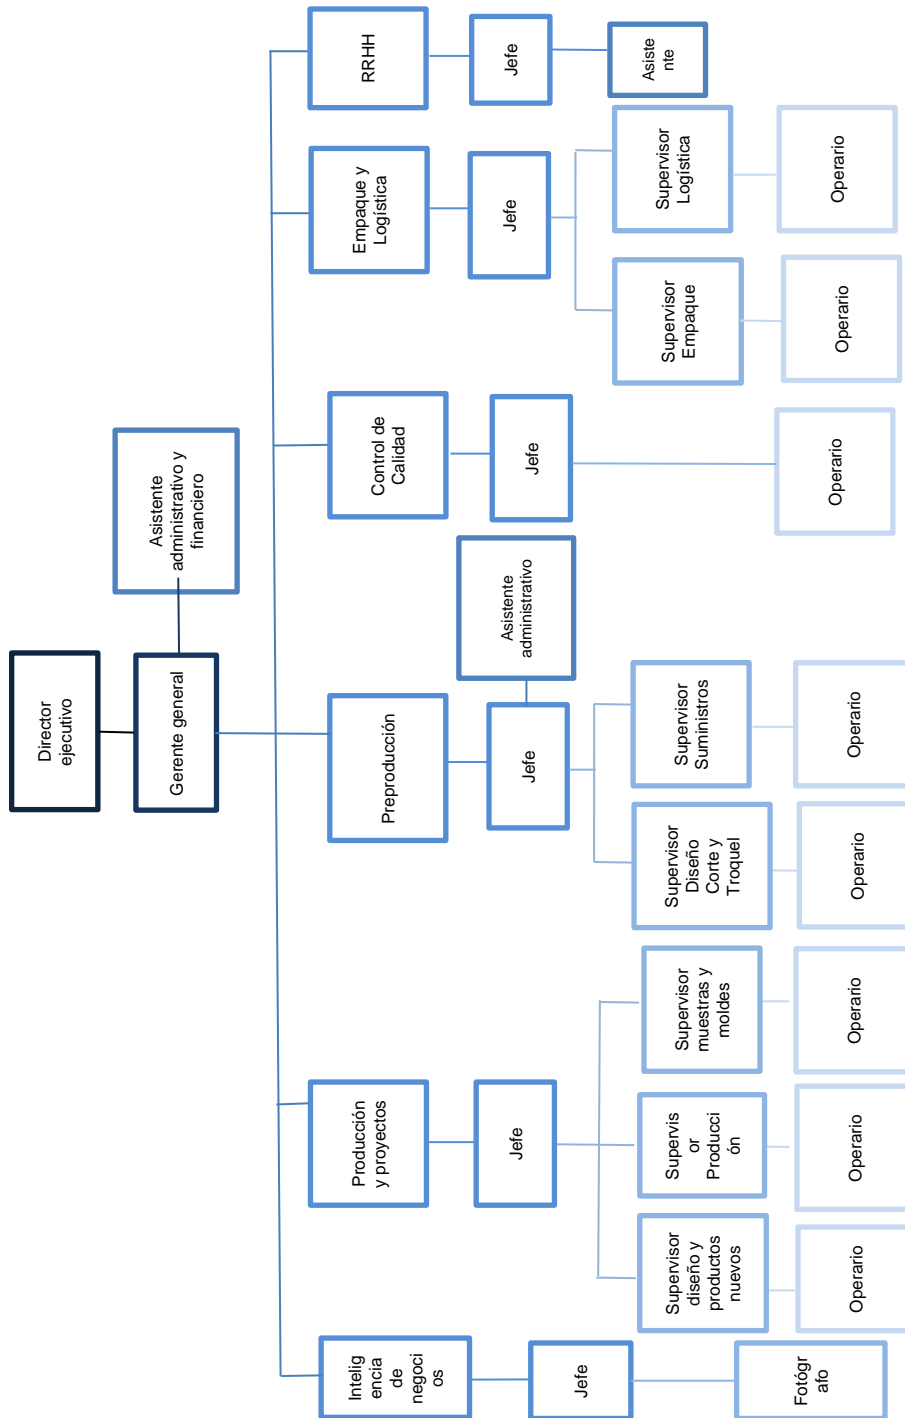 Director
ejecutivo
Gerente general
Asistente
administrativo y
financiero
Intelig
encia
de
negoci
os
Producción
y proyectos
Preproducción
Control de
Calidad
Empaque y
Logística
RRHH
Jefe
Jefe
Jefe
Asistente
administrativo
Jefe
Jefe
Jefe
Asiste
nte
Supervisor
diseño y
productos
nuevos
Supervis
or
Producci
ón
Supervisor
muestras y
moldes
Supervisor
Diseño
Corte y
Troquel
Supervisor
Suministros
Supervisor
Empaque
Supervisor
Logística
Fotógr
afo
Operario
Operario
Operario
Operario
Operario
Operario
Operario
Operario